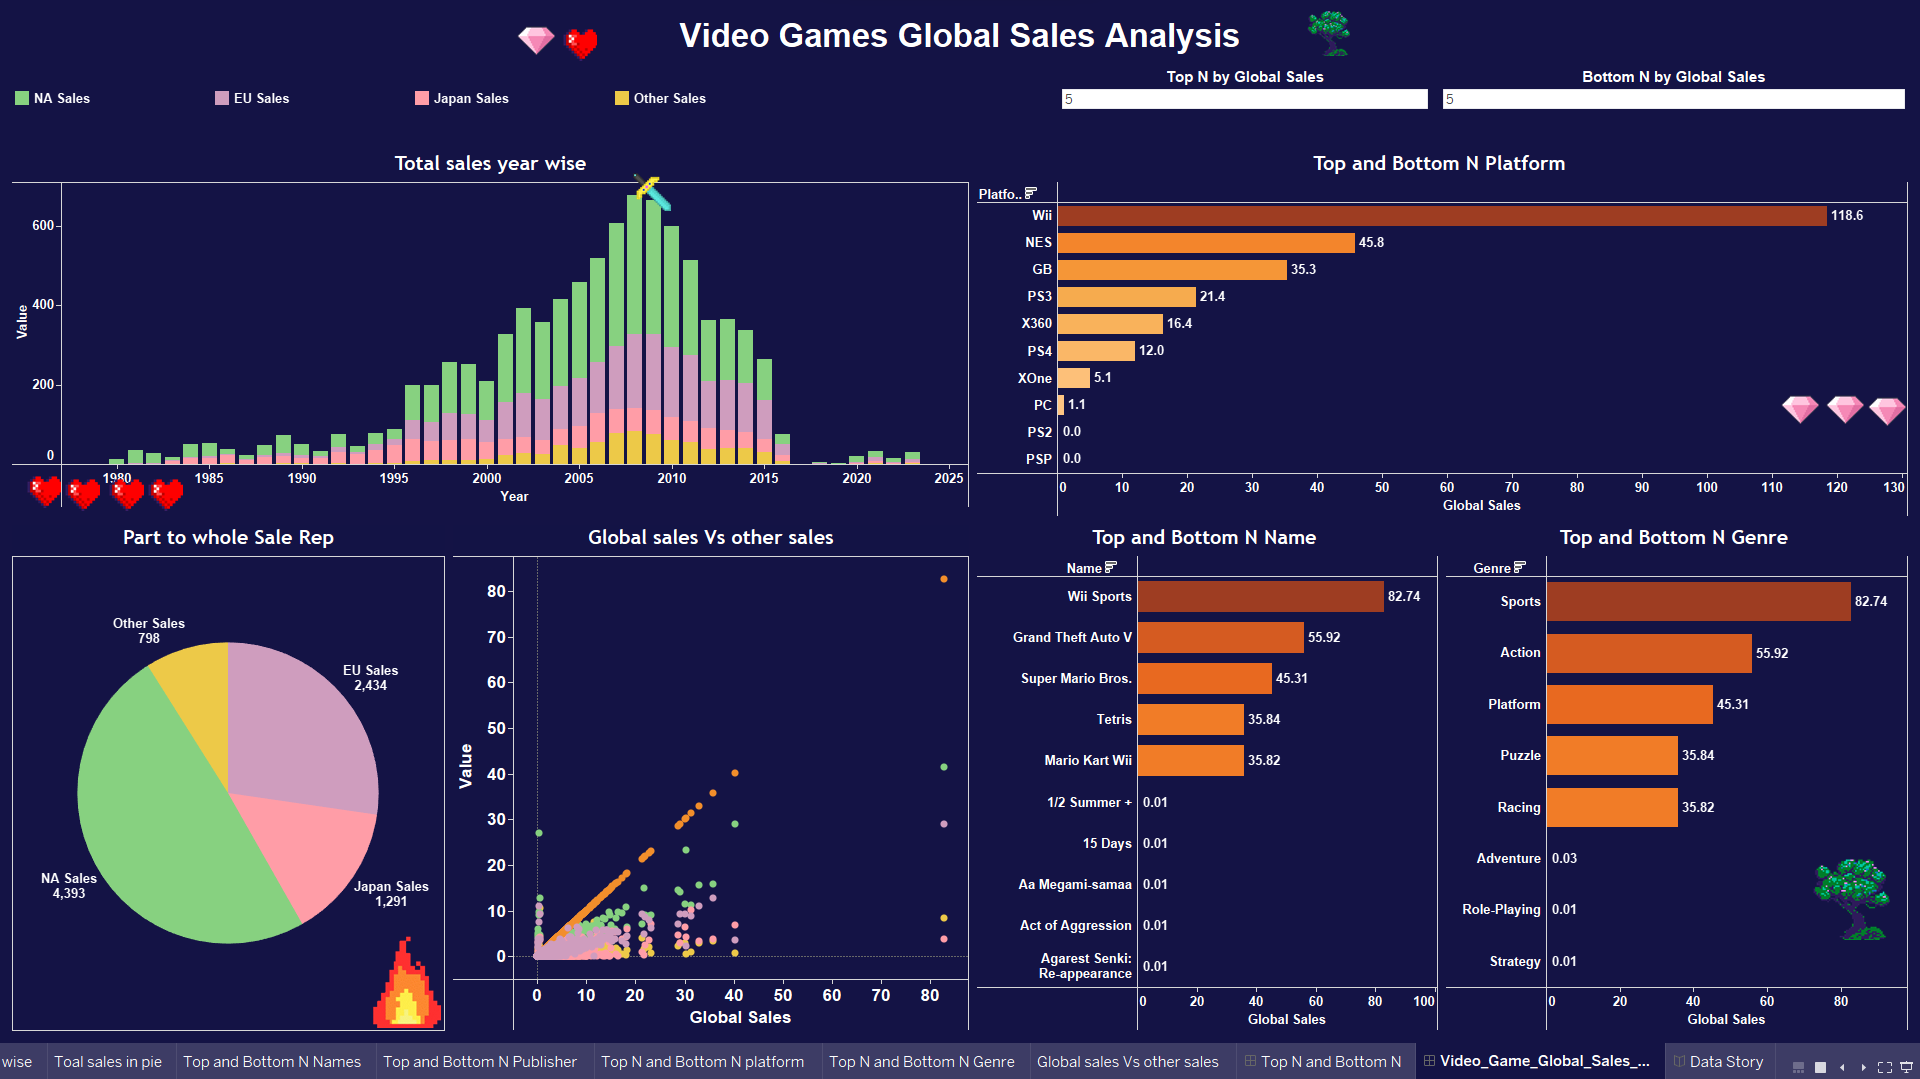 Video Games Global Sales Analysis
NA Sales
EU Sales
Japan Sales
Other Sales
Top N by Global Sales
5
Bottom N by Global Sales
5
Total sales year wise
Value
600
400
200
0
1980
1985
1990
1995
2000
2005
2010
2015
2020
2025
Year
Top and Bottom N Platform
Platfo..
Wii 118.6
NES 45.8
GB 35.3
PS3 21.4
X360 16.4
PS4 12.0
XOne 5.1
PC 1.1
PS2 0.0
PSP 0.0
0 10 20 30 40 50 60 70 80 90 100 110 120 130
Global Sales
Part to whole Sale Rep
Other Sales
798
EU Sales
2,434
NA Sales
4,393
Japan Sales
1,291
Global sales Vs other sales
Value
80
70
60
50
40
30
20
10
0
0 10 20 30 40 50 60 70 80
Global Sales
Top and Bottom N Name
Name
Wii Sports 82.74
Grand Theft Auto V 55.92
Super Mario Bros. 45.31
Tetris 35.84
Mario Kart Wii 35.82
1/2 Summer + 0.01
15 Days 0.01
Aa Megami-samaa 0.01
Act of Aggression 0.01
Agarest Senki:
Re-appearance 0.01
0 20 40 60 80 100
Global Sales
Top and Bottom N Genre
Genre
Sports 82.74
Action 55.92
Platform 45.31
Puzzle 35.84
Racing 35.82
Adventure 0.03
Role-Playing 0.01
Strategy 0.01
0 20 40 60 80
Global Sales
wise
Toal sales in pie
Top and Bottom N Names
Top and Bottom N Publisher
Top N and Bottom N platform
Top N and Bottom N Genre
Global sales Vs other sales
Top N and Bottom N
Video_Game_Global_Sales_...
Data Story